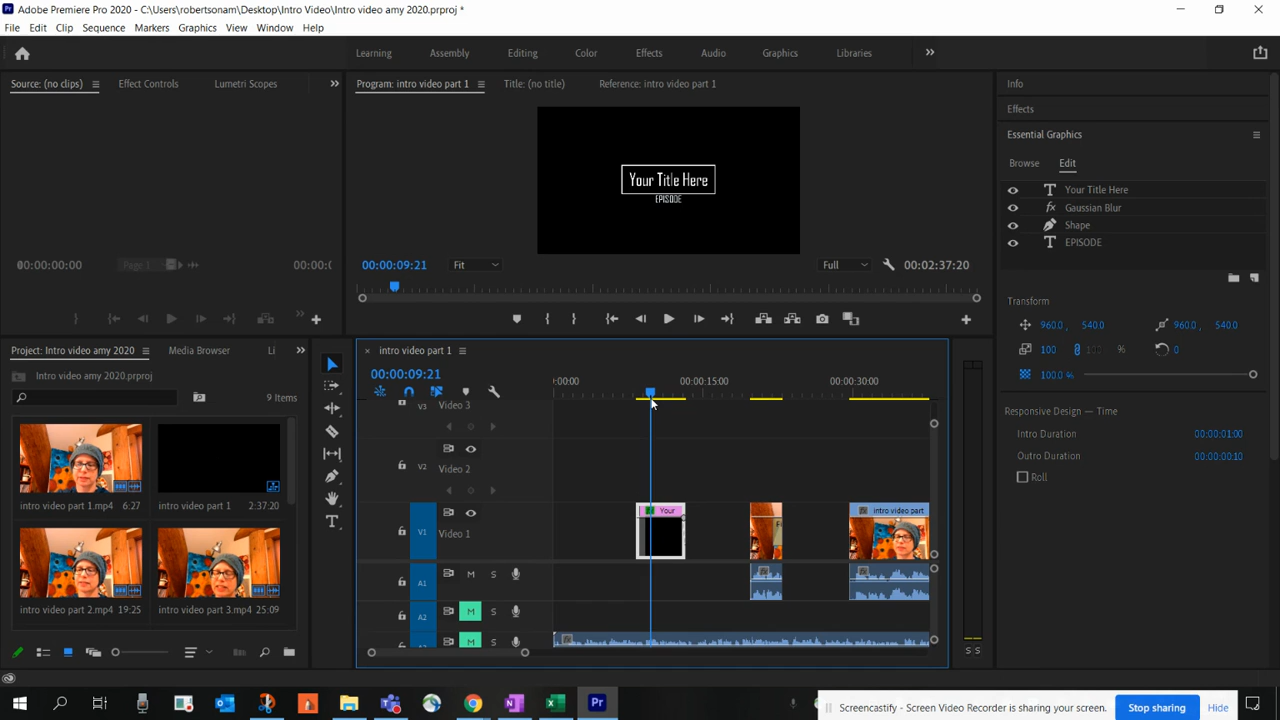 Adobe Premiere Pro 2020 - C:\Users\robertsonam\Desktop\Intro Video\Intro video amy 2020.prproj *
File Edit Clip Sequence Markers Graphics View Window Help
Learning Assembly Editing Color Effects Audio Graphics Libraries
Source: (no clips) Effect Controls Lumetri Scopes
Program: intro video part 1 Title: (no title) Reference: intro video part 1
Info
Effects
Essential Graphics
Browse Edit
Your Title Here
Gaussian Blur
Shape
EPISODE
Your Title Here
EPISODE
00:00:00:00 Page 1 00:00:
00:00:09:21 Fit Full 00:02:37:20
Transform
960.0, 540.0 960.0, 540.0
100 100 % 0
100.0 %
Responsive Design — Time
Intro Duration 00:00:01:00
Outro Duration 00:00:00:10
Roll
Project: Intro video amy 2020 Media Browser Li
Intro video amy 2020.prproj
9 Items
intro video part 1.mp4 6:27
intro video part 1 2:37:20
intro video part 2.mp4 19:25
intro video part 3.mp4 25:09
intro video part 1
00:00:09:21
:00:00 00:00:15:00 00:00:30:00
V3 Video 3
V2 Video 2
V1 Video 1
Your
intro video part
A1 M S
A2 M S
M S
S S
Screencastify - Screen Video Recorder is sharing your screen. Stop sharing Hide